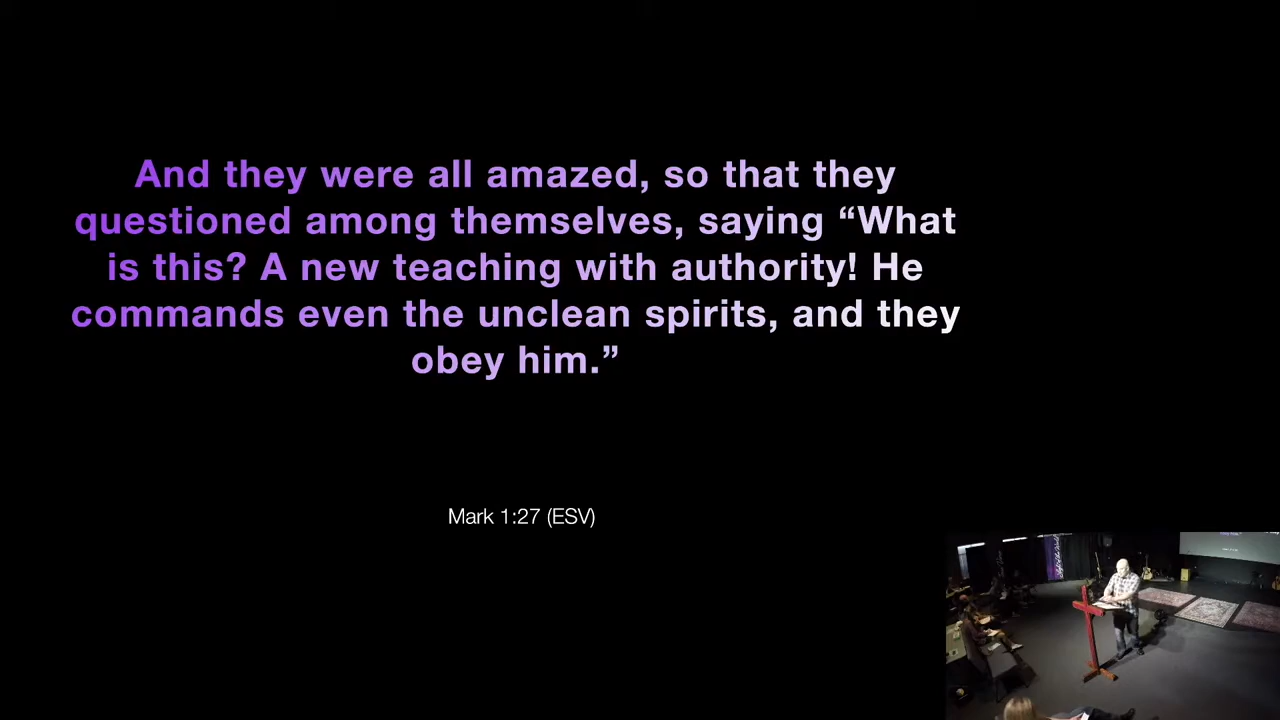 And they were all amazed, so that they
questioned among themselves, saying “What
is this? A new teaching with authority! He
commands even the unclean spirits, and they
obey him.”
Mark 1:27 (ESV)